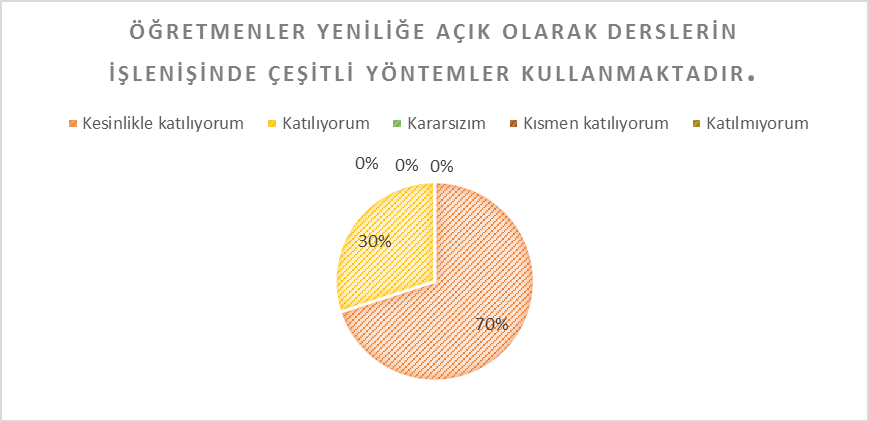 ÖĞRETMENLER YENİLİĞE AÇIK OLARAK DERSLERİN
İŞLENİŞİNDE ÇEŞİTLİ YÖNTEMLER KULLANMAKTADIR.
Kesinlikle katılıyorum Katılıyorum Kararsızım Kısmen katılıyorum Katılmıyorum
0% 0% 0%
30%
70%